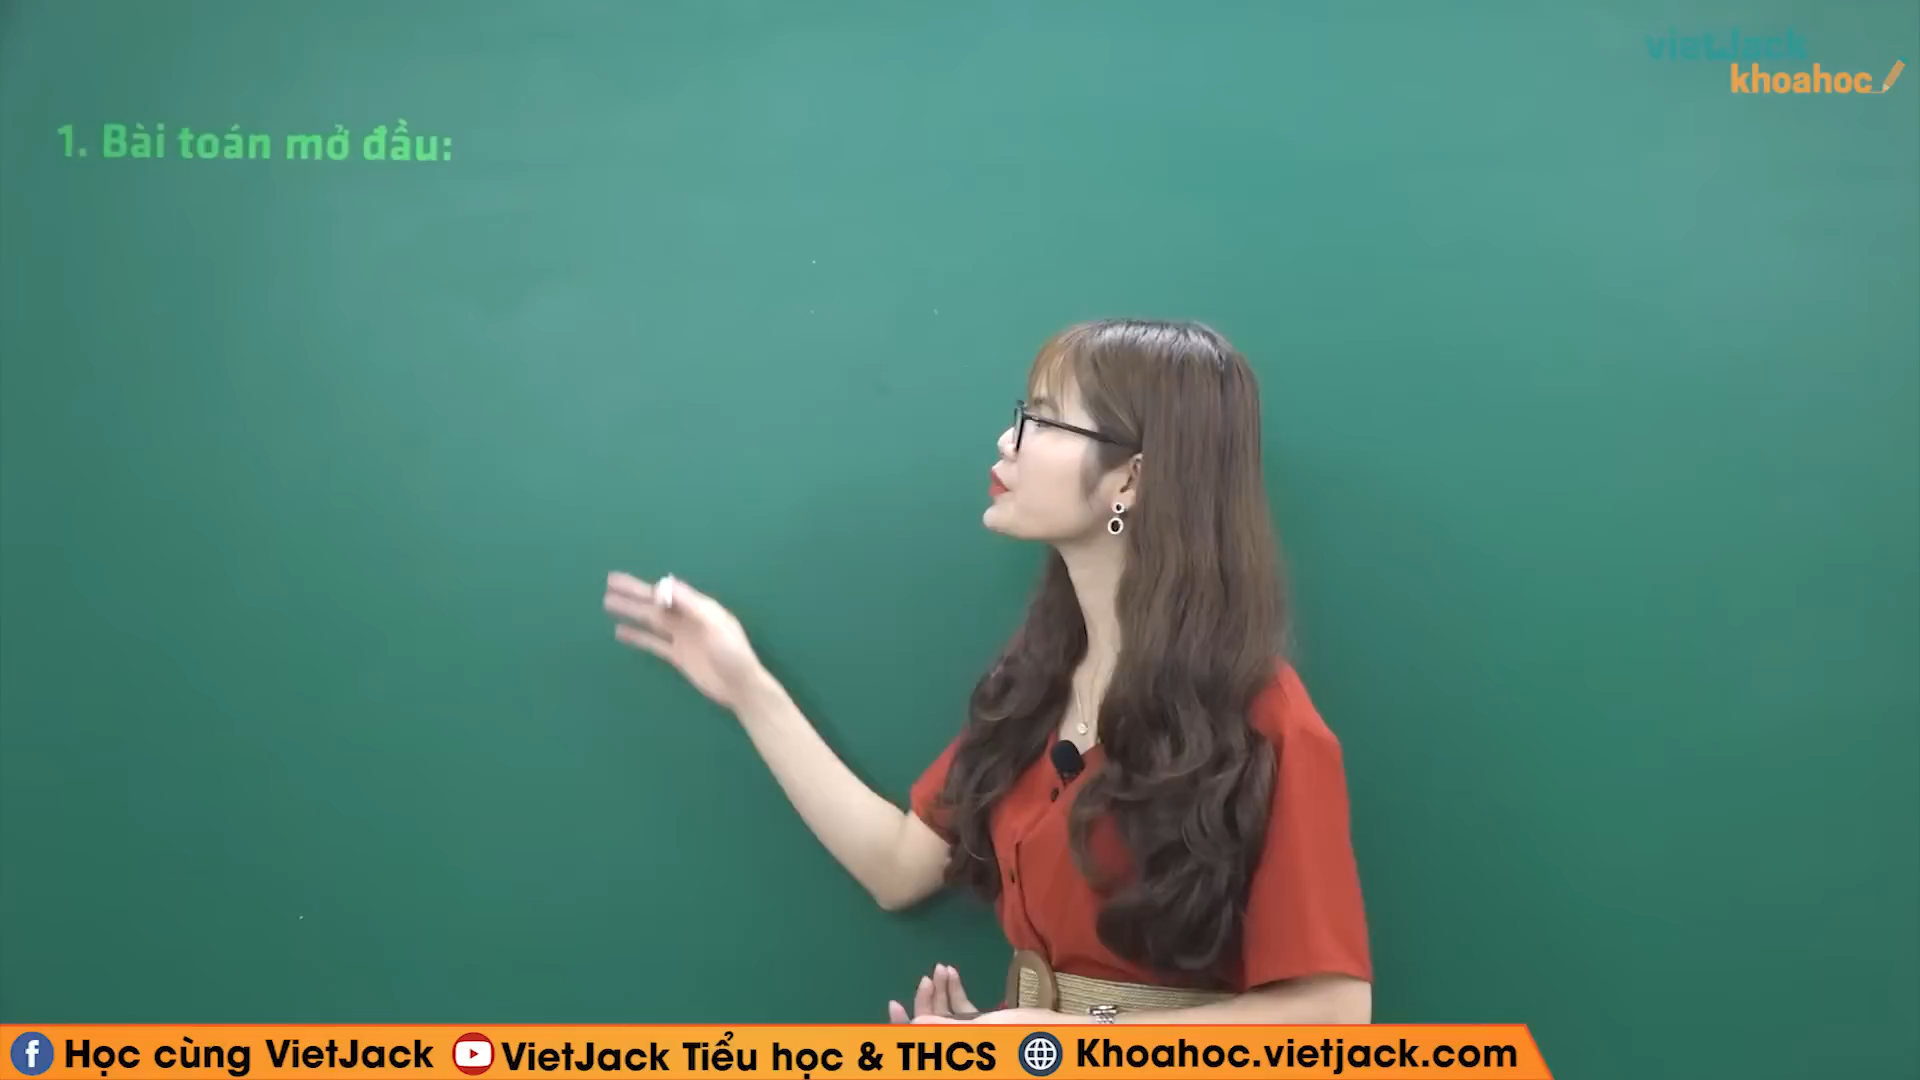 vietJack
khoahoc
1. Bài toán mở đầu:
Học cùng VietJack
VietJack Tiểu học & THCS
Khoahoc.vietjack.com